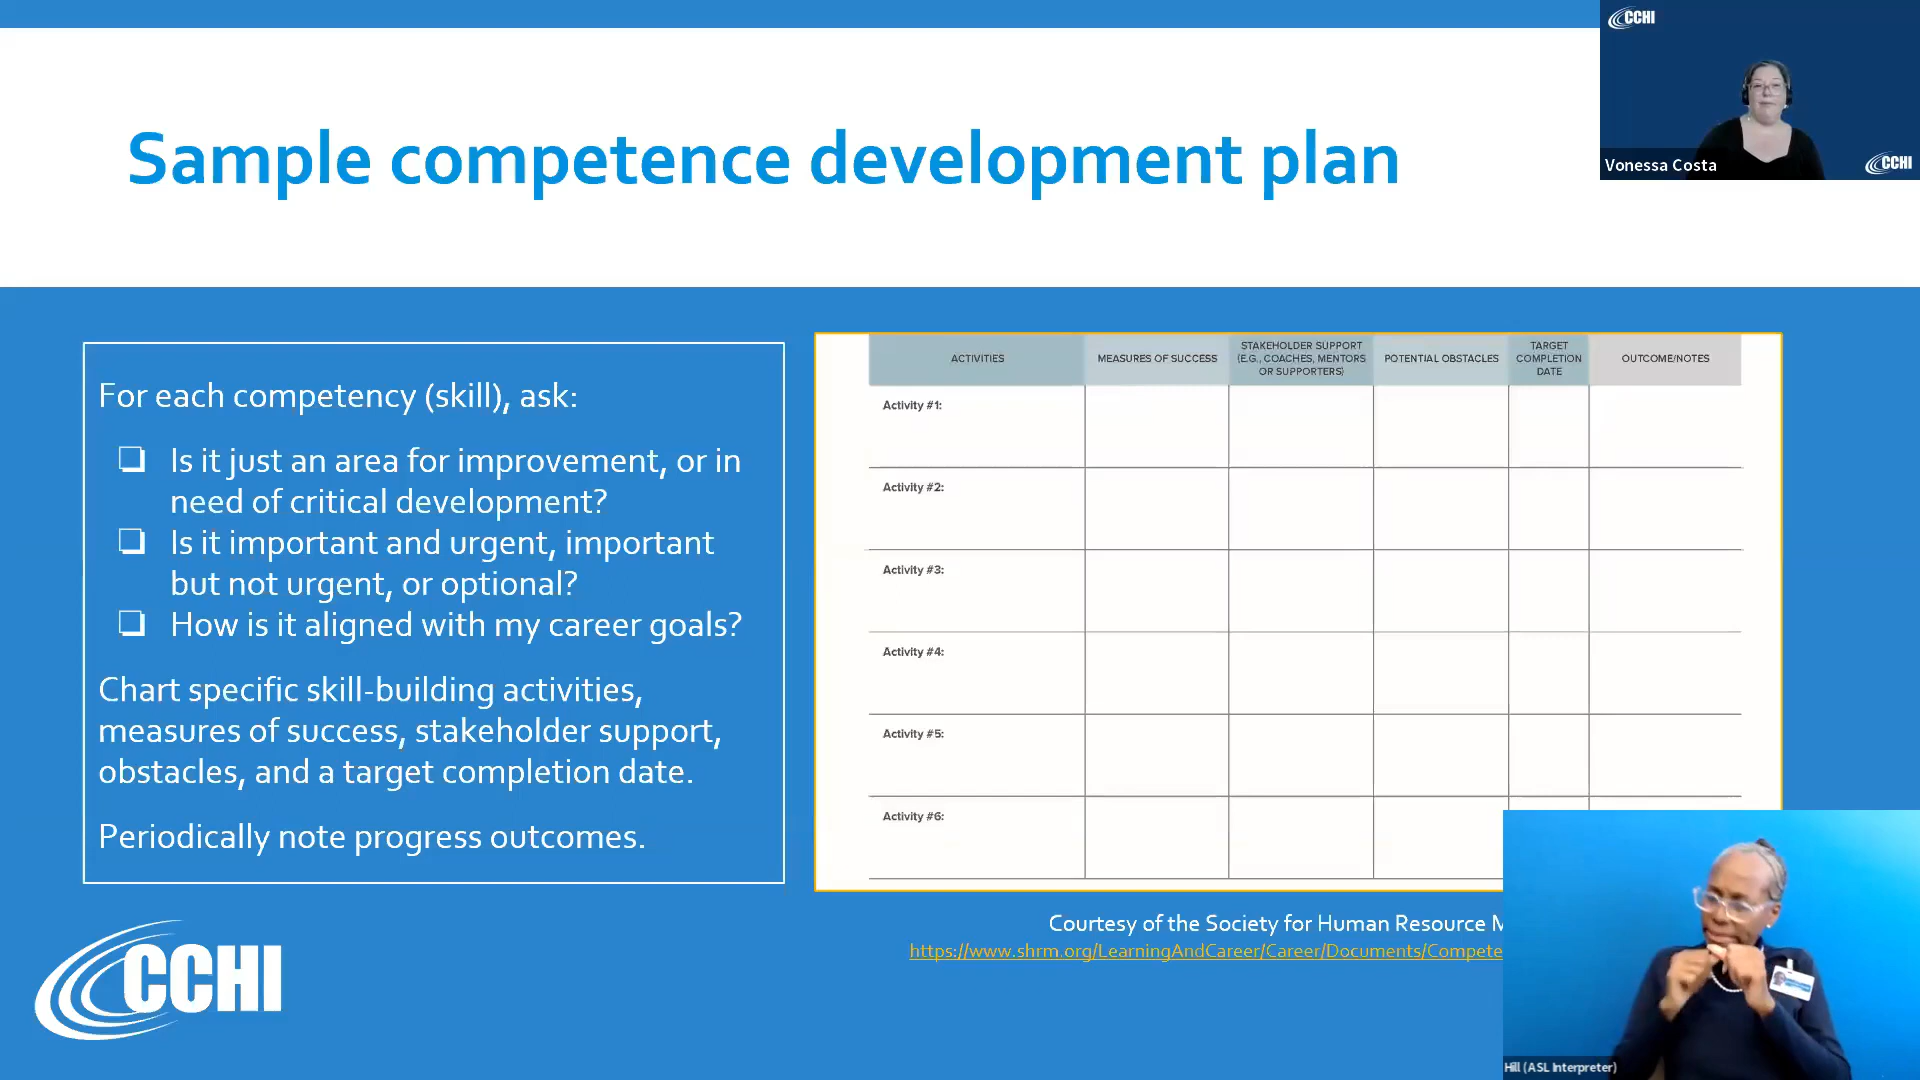 CCHI
Vonessa Costa
CCHI
Sample competence development plan
For each competency (skill), ask:
❏ Is it just an area for improvement, or in
need of critical development?
❏ Is it important and urgent, important
but not urgent, or optional?
❏ How is it aligned with my career goals?
Chart specific skill-building activities,
measures of success, stakeholder support,
obstacles, and a target completion date.
Periodically note progress outcomes.
ACTIVITIES
MEASURES OF SUCCESS
STAKEHOLDER SUPPORT
(E.G., COACHES, MENTORS
OR SUPPORTERS)
POTENTIAL OBSTACLES
TARGET
COMPLETION
DATE
OUTCOME/NOTES
Activity #1:
Activity #2:
Activity #3:
Activity #4:
Activity #5:
Activity #6:
Courtesy of the Society for Human Resource
https://www.shrm.org/LearningAndCareer/Career/Documents/Compete
CCHI
Hill (ASL Interpreter)